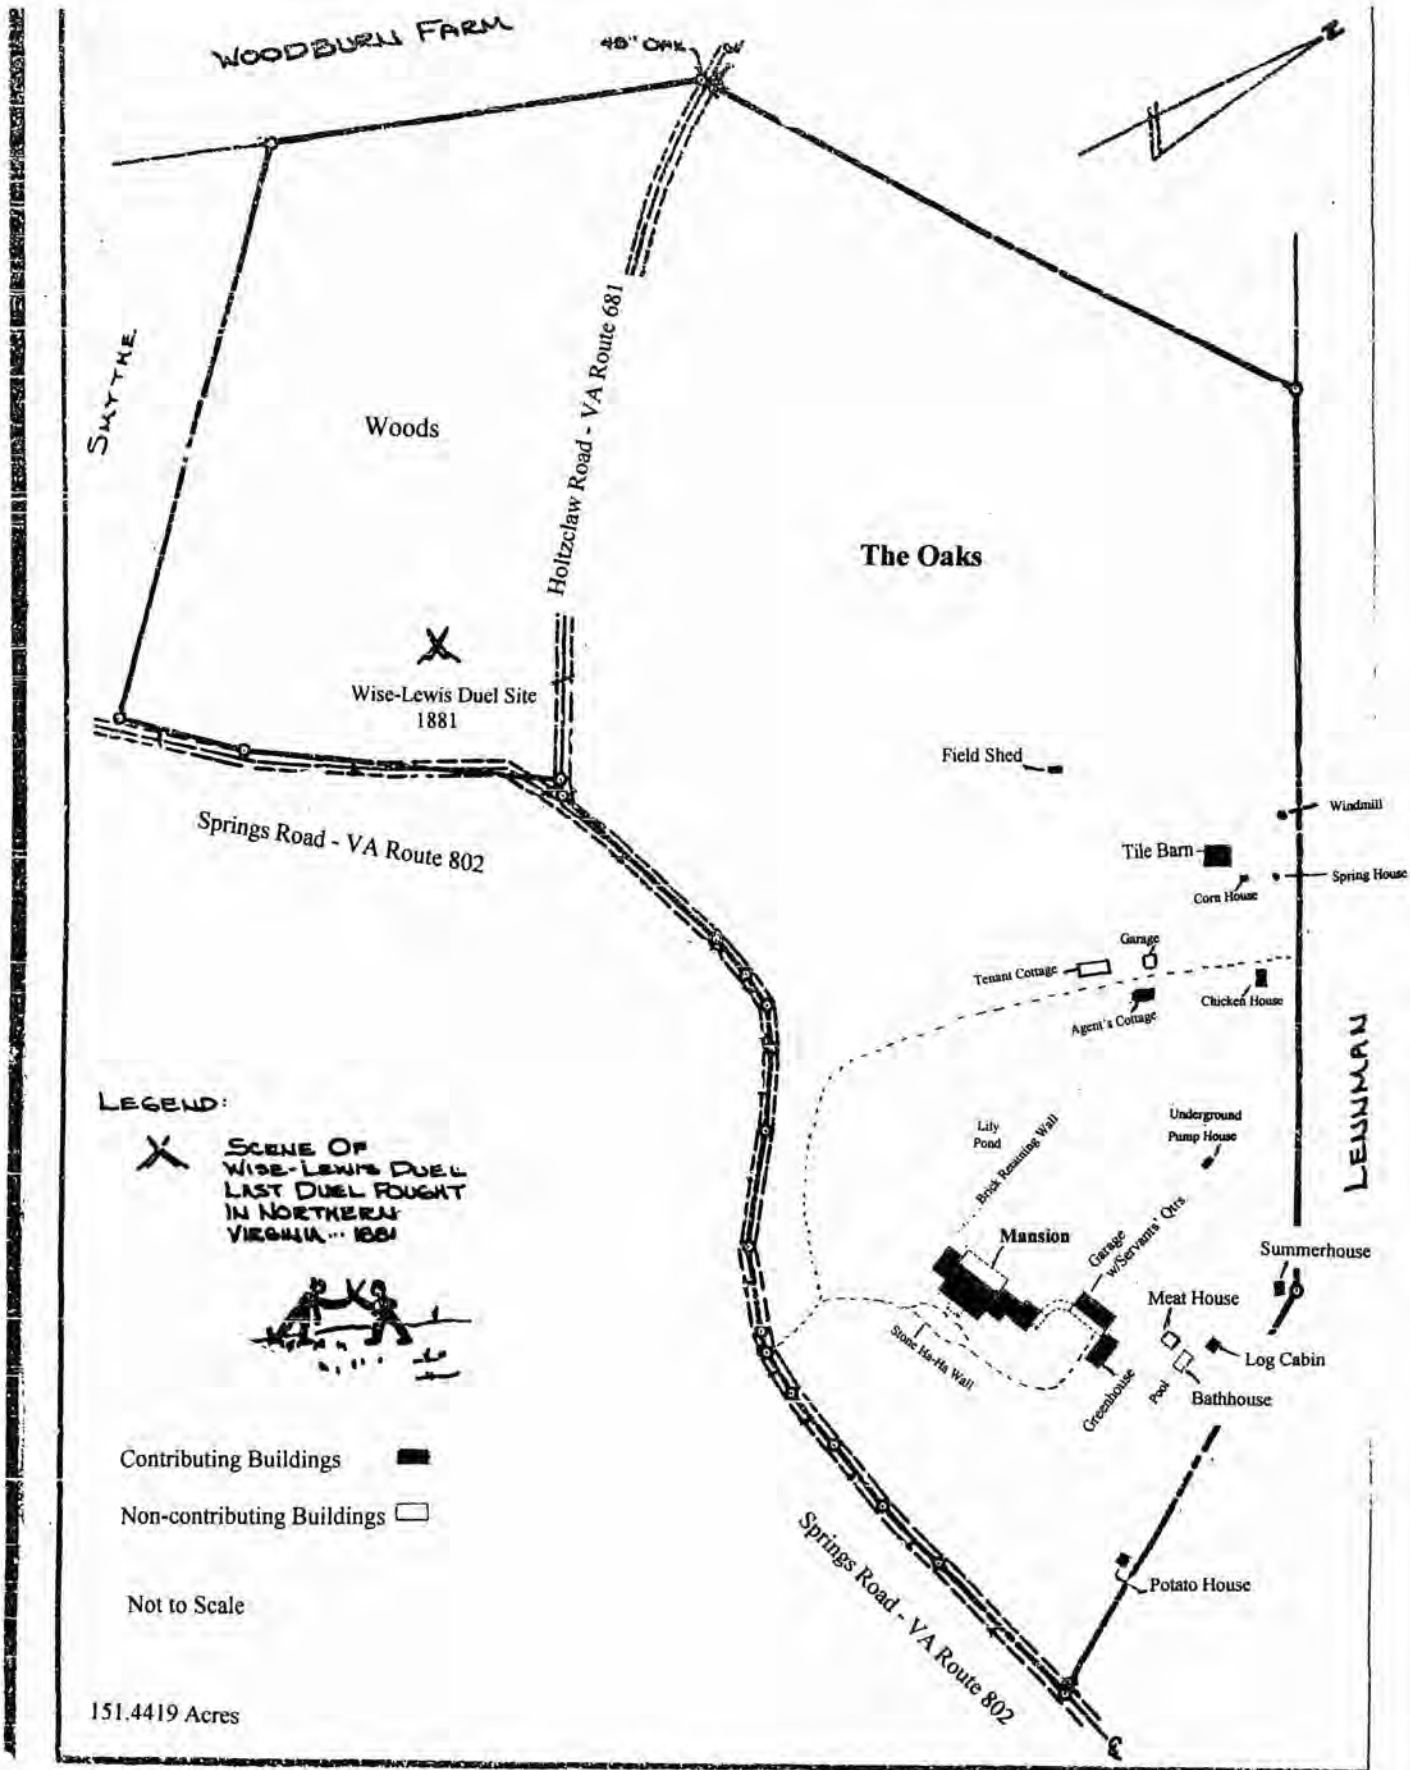 WOODBURN FARM
48" OAK
N
SMYTHE
Woods
Holtzclaw Road - VA Route 681
The Oaks
Wise-Lewis Duel Site
1881
Springs Road - VA Route 802
Field Shed
Windmill
Tile Barn
Corn House
Spring House
Garage
Tenant Cottage
Agent's Cottage
Chicken House
LENNMAN
Lily
Pond
Brick Retaining Wall
Underground
Pump House
Mansion
Garage
w/Servants' Qtrs.
Summerhouse
Meat House
Stone Ha-Ha Wall
Log Cabin
Greenhouse
Pool
Bathhouse
Potato House
Springs Road - VA Route 802
LEGEND:
SCENE OF
WISE-LEWIS DUEL
LAST DUEL FOUGHT
IN NORTHERN
VIRGINIA... 1881
Contributing Buildings
Non-contributing Buildings
Not to Scale
151.4419 Acres